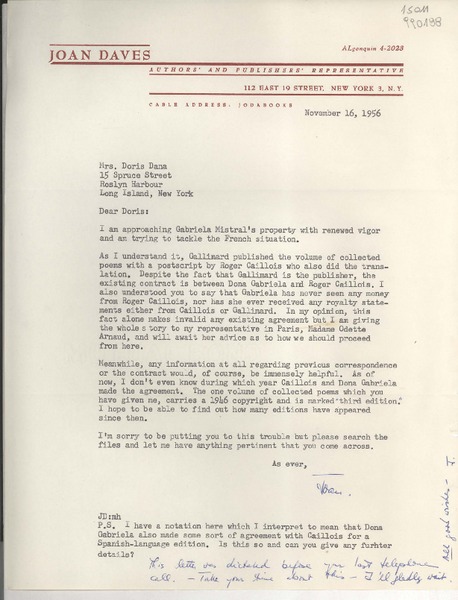 15an
990198
ALgonquin 4-2023
JOAN DAVES
AUTHORS' AND PUBLISHERS' REPRESENTATIVE
112 EAST 19 STREET, NEW YORK 3, N.Y.
CABLE ADDRESS: JODABOOKS
November 16, 1956
Mrs. Doris Dana
15 Spruce Street
Roslyn Harbour
Long Island, New York
Dear Doris:
I am approaching Gabriela Mistral's property with renewed vigor
and am trying to tackle the French situation.
As I understand it, Gallimard published the volume of collected
poems with a postscript by Roger Caillois who also did the trans-
lation. Despite the fact that Gallimard is the publisher, the
existing contract is between Dona Gabriela and Roger Caillois. I
also understood you to say that Gabriela has never seen any money
from Roger Caillois, nor has she ever received any royalty state-
ments either from Caillois or Gallimard. In my opinion, this
fact alone makes invalid any existing agreement but I am giving
the whole story to my representative in Paris, Madame Odette
Arnaud, and will await her advice as to how we should proceed
from here.
Meanwhile, any information at all regarding previous correspondence
or the contract would, of course, be immensely helpful. As of
now, I don't even know during which year Caillois and Dona Gabriela
made the agreement. The one volume of collected poems which you
have given me, carries a 1946 copyright and is marked "third edition."
I hope to be able to find out how many editions have appeared
since then.
I'm sorry to be putting you to this trouble but please search the
files and let me have anything pertinent that you come across.
As ever,
Joan
JD:mh
P.S. I have a notation here which I interpret to mean that Dona
Gabriela also made some sort of agreement with Caillois for a
Spanish-language edition. Is this so and can you give any furhter
details?
This letter was dictated before your last telephone
call. - Take your time about this - I'll gladly wait.
All good wishes - J.